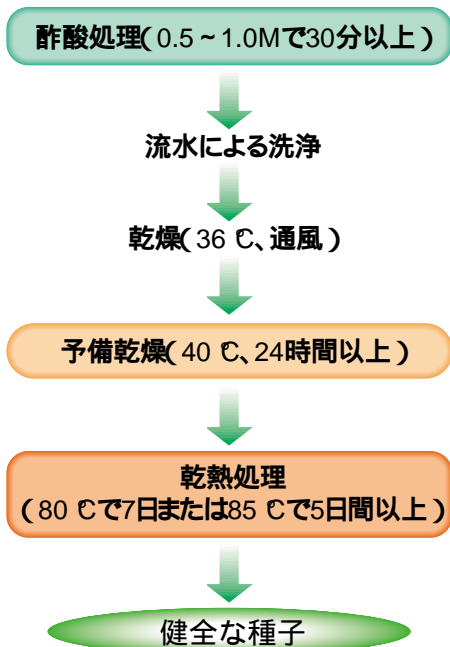 酢酸処理(0.5~1.0Mで30分以上)
流水による洗浄
乾燥(36℃、通風)
予備乾燥(40℃、24時間以上)
乾熱処理
(80℃で7日または85℃で5日間以上)
健全な種子